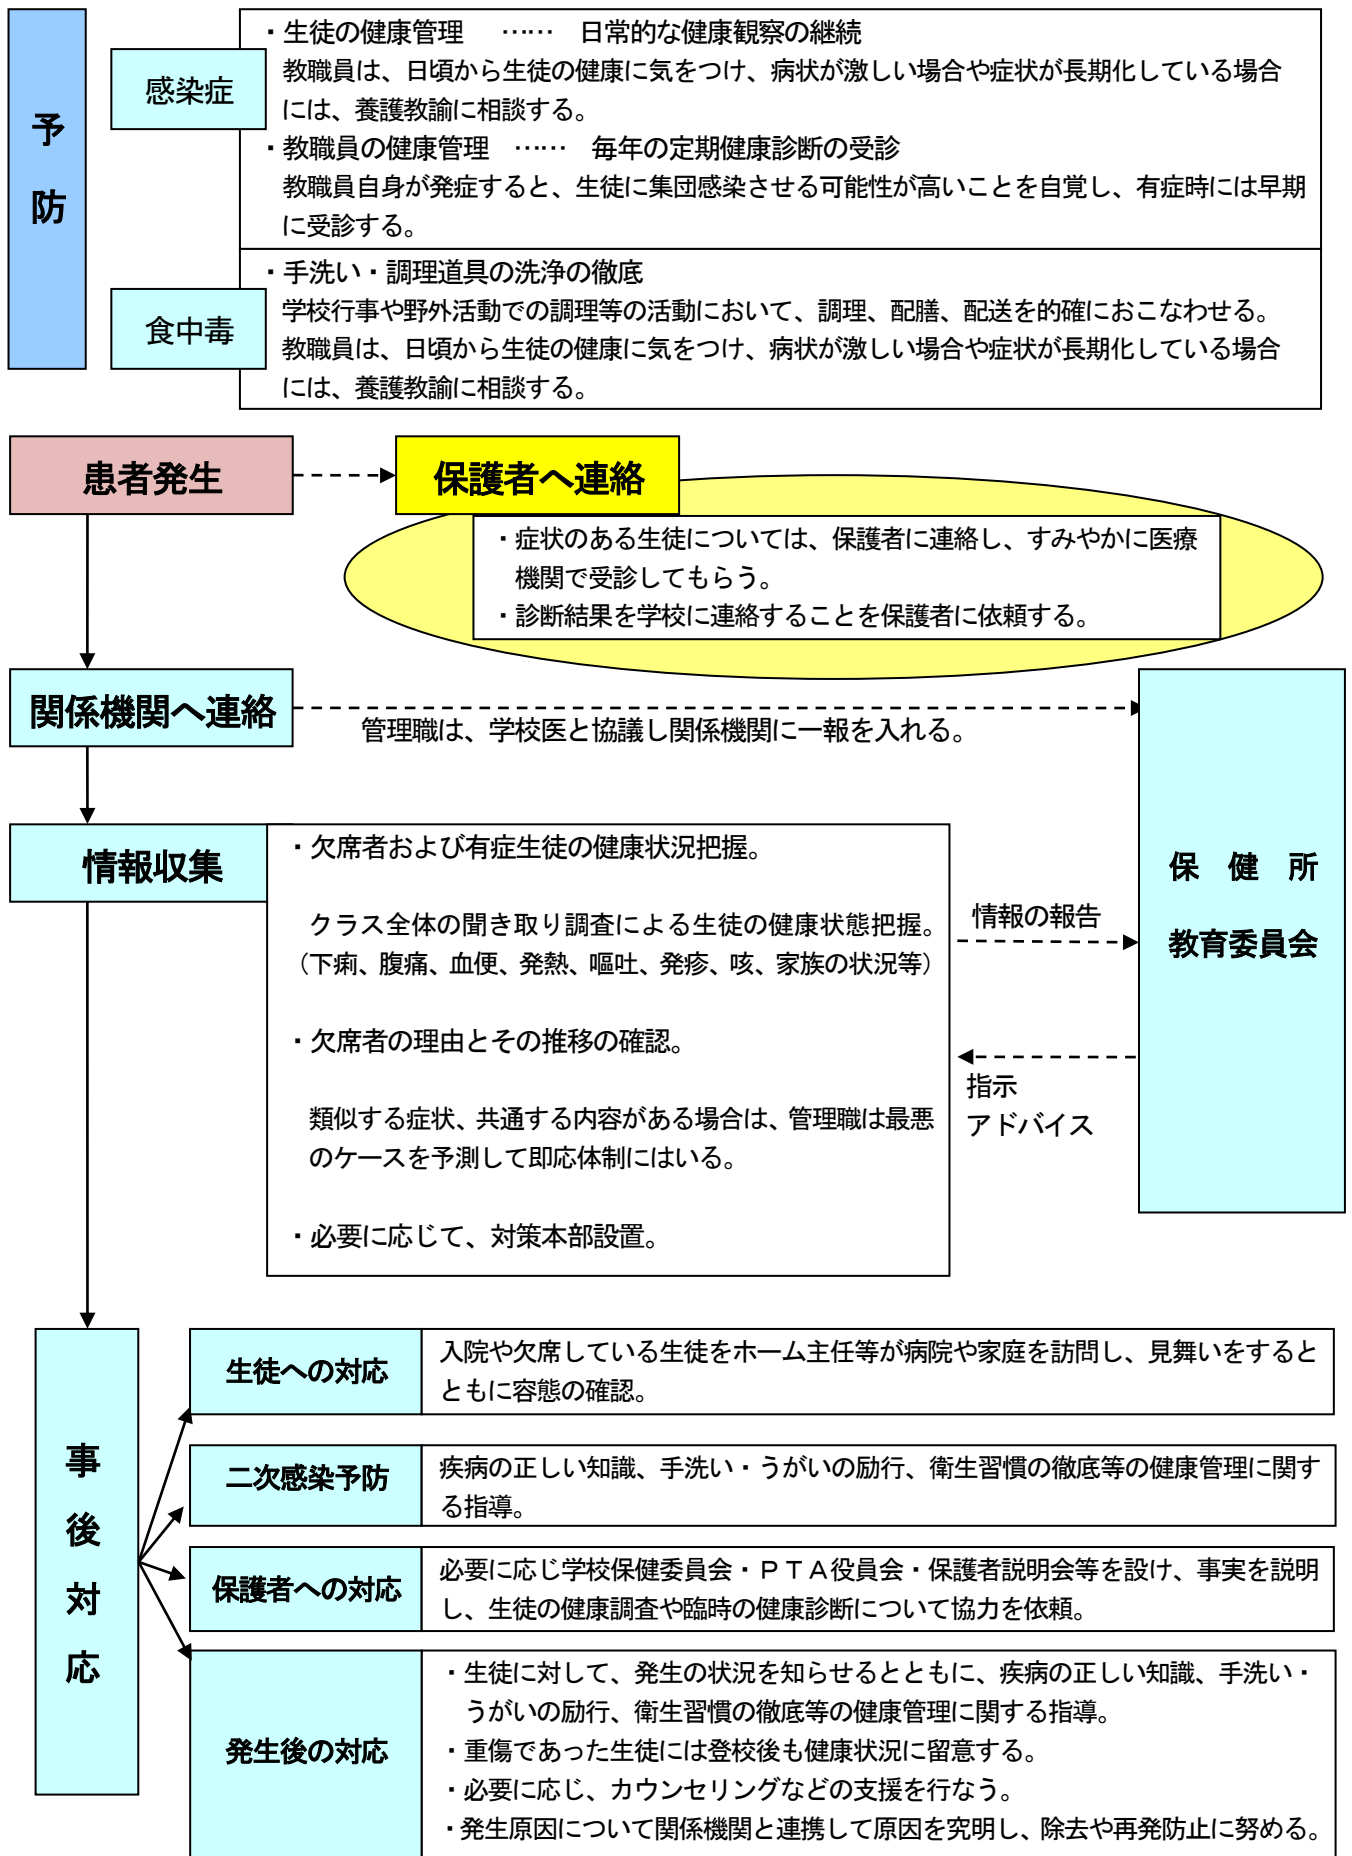 予防
感染症
・生徒の健康管理　……　日常的な健康観察の継続
教職員は、日頃から生徒の健康に気をつけ、病状が激しい場合や症状が長期化している場合
には、養護教諭に相談する。
・教職員の健康管理　……　毎年の定期健康診断の受診
教職員自身が発症すると、生徒に集団感染させる可能性が高いことを自覚し、有症時には早期
に受診する。
食中毒
・手洗い・調理道具の洗浄の徹底
学校行事や野外活動での調理等の活動において、調理、配膳、配送を的確におこなわせる。
教職員は、日頃から生徒の健康に気をつけ、病状が激しい場合や症状が長期化している場合
には、養護教諭に相談する。
患者発生
保護者へ連絡
・症状のある生徒については、保護者に連絡し、すみやかに医療
機関で受診してもらう。
・診断結果を学校に連絡することを保護者に依頼する。
関係機関へ連絡
管理職は、学校医と協議し関係機関に一報を入れる。
情報収集
・欠席者および有症生徒の健康状況把握。
クラス全体の聞き取り調査による生徒の健康状態把握。
（下痢、腹痛、血便、発熱、嘔吐、発疹、咳、家族の状況等）
・欠席者の理由とその推移の確認。
類似する症状、共通する内容がある場合は、管理職は最悪
のケースを予測して即応体制にはいる。
・必要に応じて、対策本部設置。
情報の報告
指示
アドバイス
保　健　所
教育委員会
事後対応
生徒への対応
入院や欠席している生徒をホーム主任等が病院や家庭を訪問し、見舞いをすると
ともに容態の確認。
二次感染予防
疾病の正しい知識、手洗い・うがいの励行、衛生習慣の徹底等の健康管理に関す
る指導。
保護者への対応
必要に応じ学校保健委員会・ＰＴＡ役員会・保護者説明会等を設け、事実を説明
し、生徒の健康調査や臨時の健康診断について協力を依頼。
発生後の対応
・生徒に対して、発生の状況を知らせるとともに、疾病の正しい知識、手洗い・
うがいの励行、衛生習慣の徹底等の健康管理に関する指導。
・重傷であった生徒には登校後も健康状況に留意する。
・必要に応じ、カウンセリングなどの支援を行なう。
・発生原因について関係機関と連携して原因を究明し、除去や再発防止に努める。